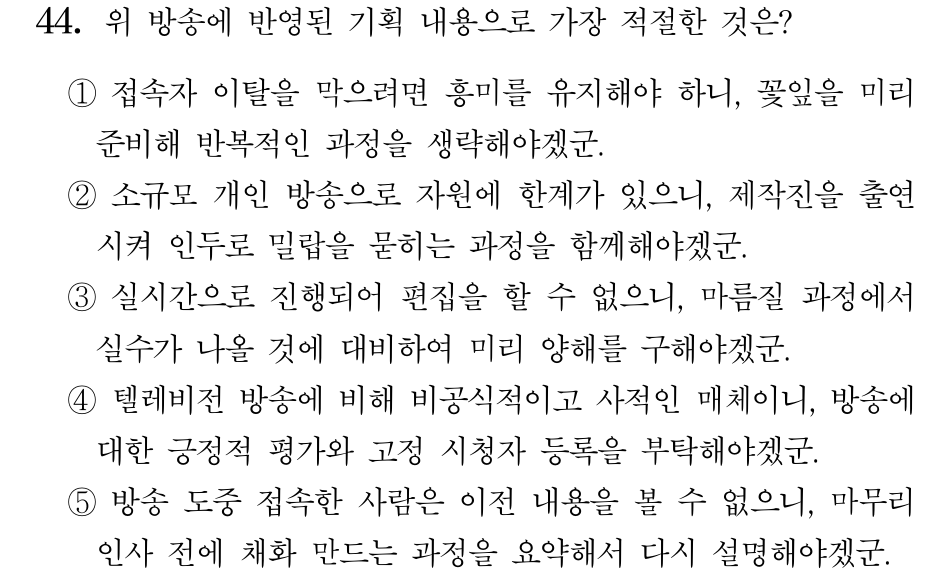 44. 위 방송에 반영된 기획 내용으로 가장 적절한 것은?
① 접속자 이탈을 막으려면 흥미를 유지해야 하니, 꽃잎을 미리
준비해 반복적인 과정을 생략해야겠군.
② 소규모 개인 방송으로 자원에 한계가 있으니, 제작진을 출연
시켜 인두로 밀랍을 묻히는 과정을 함께해야겠군.
③ 실시간으로 진행되어 편집을 할 수 없으니, 마름질 과정에서
실수가 나올 것에 대비하여 미리 양해를 구해야겠군.
④ 텔레비전 방송에 비해 비공식적이고 사적인 매체이니, 방송에
대한 긍정적 평가와 고정 시청자 등록을 부탁해야겠군.
⑤ 방송 도중 접속한 사람은 이전 내용을 볼 수 없으니, 마무리
인사 전에 채화 만드는 과정을 요약해서 다시 설명해야겠군.